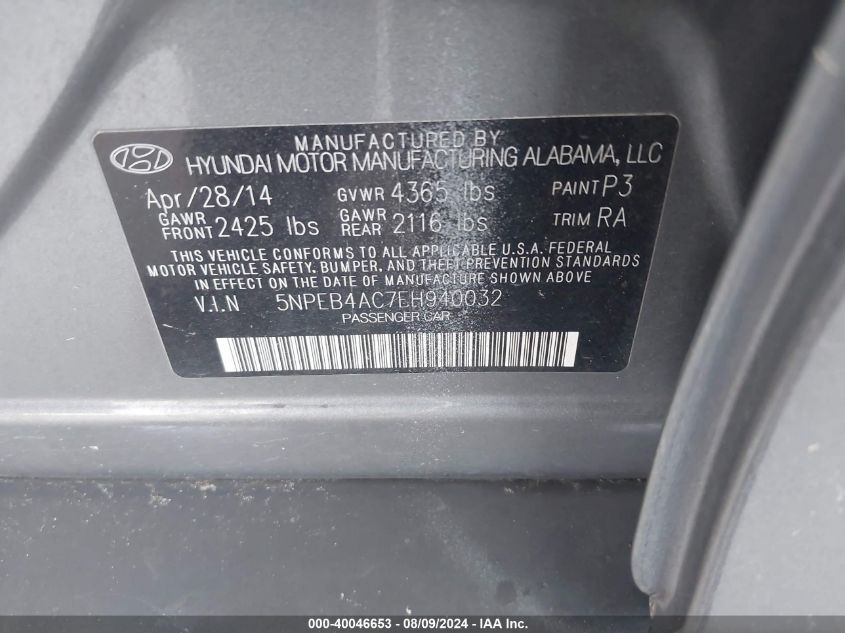 MANUFACTURED BY
HYUNDAI MOTOR MANUFACTURING ALABAMA, LLC
Apr/28/14 GVWR 4365 lbs PAINT P3
GAWR FRONT 2425 lbs GAWR REAR 2116 lbs TRIM RA
THIS VEHICLE CONFORMS TO ALL APPLICABLE U.S.A. FEDERAL
MOTOR VEHICLE SAFETY, BUMPER, AND THEFT PREVENTION STANDARDS
IN EFFECT ON THE DATE OF MANUFACTURE SHOWN ABOVE
V.I.N 5NPEB4AC7EH940032
PASSENGER CAR
000-40046653 - 08/09/2024 - IAA Inc.